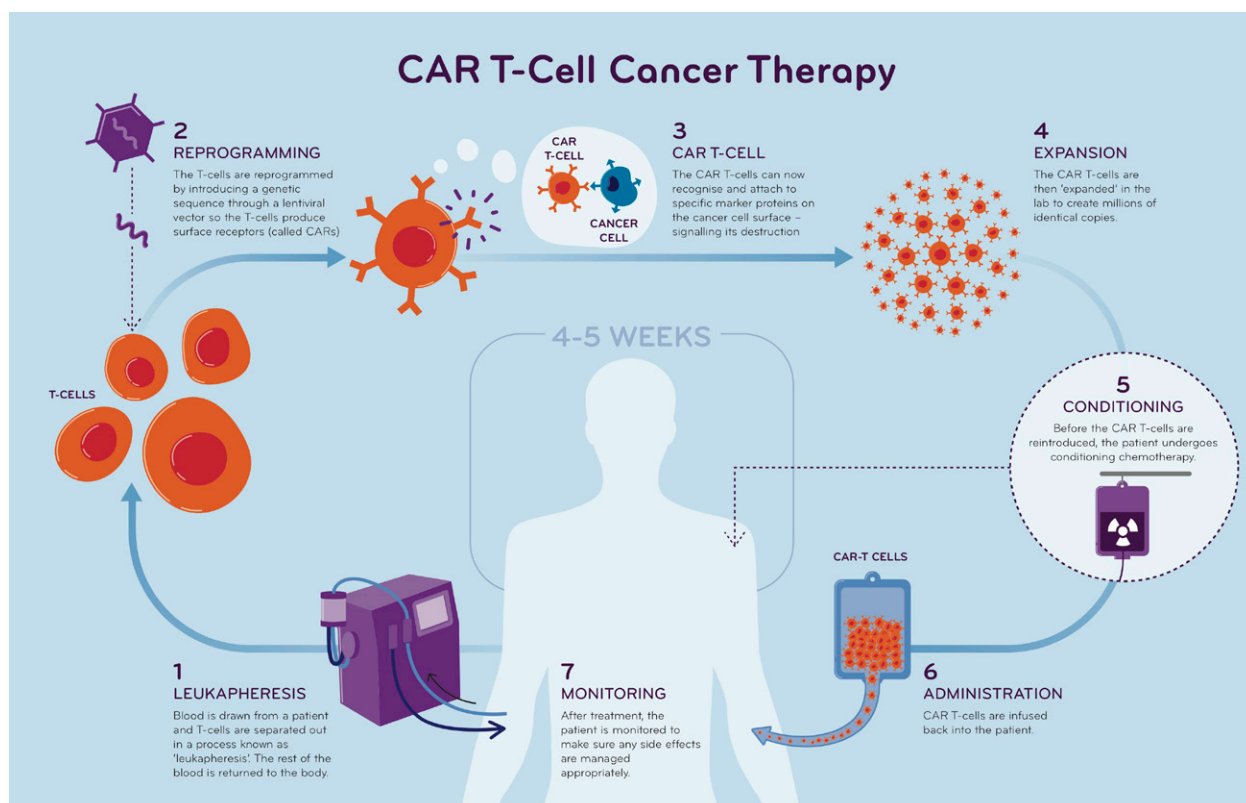 CAR T-Cell Cancer Therapy
2
REPROGRAMMING
The T-cells are reprogrammed
by introducing a genetic
sequence through a lentiviral
vector so the T-cells produce
surface receptors (called CARs)
CAR
T-CELL
CANCER
CELL
3
CAR T-CELL
The CAR T-cells can now
recognise and attach to
specific marker proteins on
the cancer cell surface –
signalling its destruction
4
EXPANSION
The CAR T-cells are
then 'expanded' in the
lab to create millions of
identical copies.
4-5 WEEKS
T-CELLS
5
CONDITIONING
Before the CAR T-cells are
reintroduced, the patient undergoes
conditioning chemotherapy.
CAR-T CELLS
1
LEUKAPHERESIS
Blood is drawn from a patient
and T-cells are separated out
in a process known as
'leukapheresis'. The rest of the
blood is returned to the body.
7
MONITORING
After treatment, the
patient is monitored to
make sure any side effects
are managed
appropriately.
6
ADMINISTRATION
CAR T-cells are infused
back into the patient.